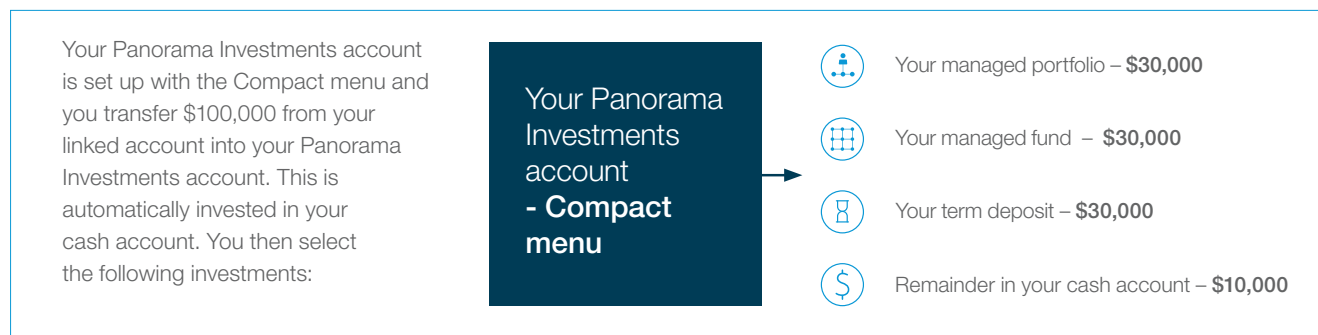 Your Panorama Investments account
is set up with the Compact menu and
you transfer $100,000 from your
linked account into your Panorama
Investments account. This is
automatically invested in your
cash account. You then select
the following investments:
Your Panorama
Investments
account
- Compact
menu
Your managed portfolio – $30,000
Your managed fund – $30,000
Your term deposit – $30,000
Remainder in your cash account – $10,000